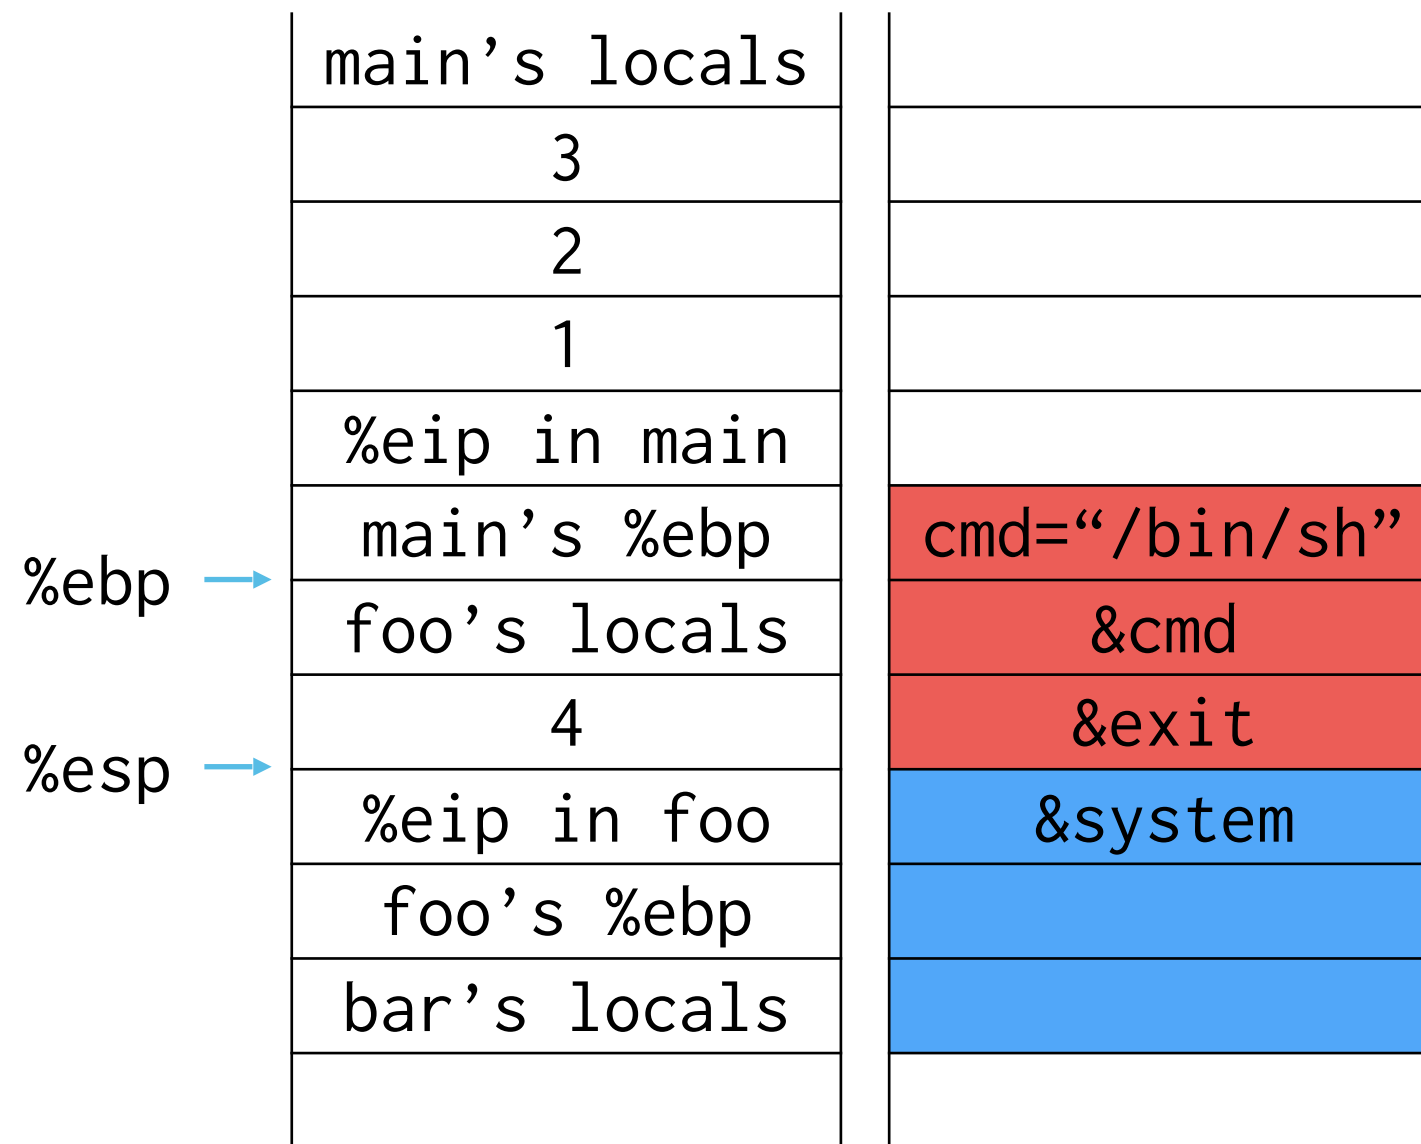 main’s locals
3
2
1
%eip in main
main’s %ebp
cmd=“/bin/sh”
%ebp
foo’s locals
&cmd
4
&exit
%esp
%eip in foo
&system
foo’s %ebp
bar’s locals